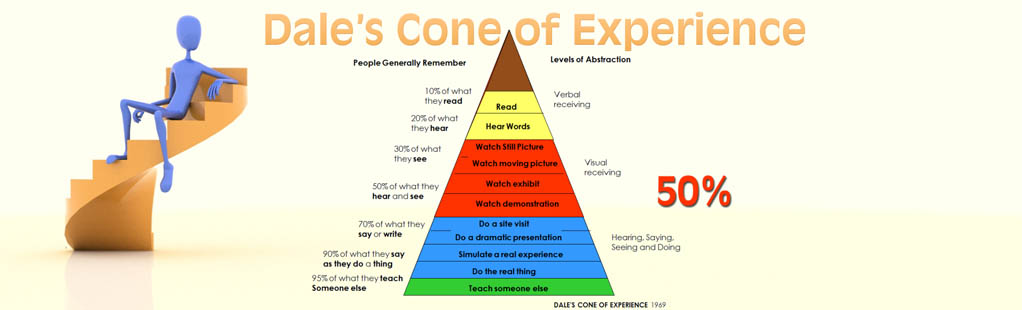 Dale's Cone of Experience
People Generally Remember
Levels of Abstraction
10% of what
they read
Read
Verbal
receiving
20% of what
they hear
Hear Words
30% of what
they see
Watch Still Picture
Watch moving picture
Visual
receiving
50% of what they
hear and see
Watch exhibit
Watch demonstration
50%
70% of what they
say or write
Do a site visit
Do a dramatic presentation
Hearing, Saying,
Seeing and Doing
90% of what they say
as they do a thing
Simulate a real experience
Do the real thing
95% of what they teach
Someone else
Teach someone else
DALE'S CONE OF EXPERIENCE 1969